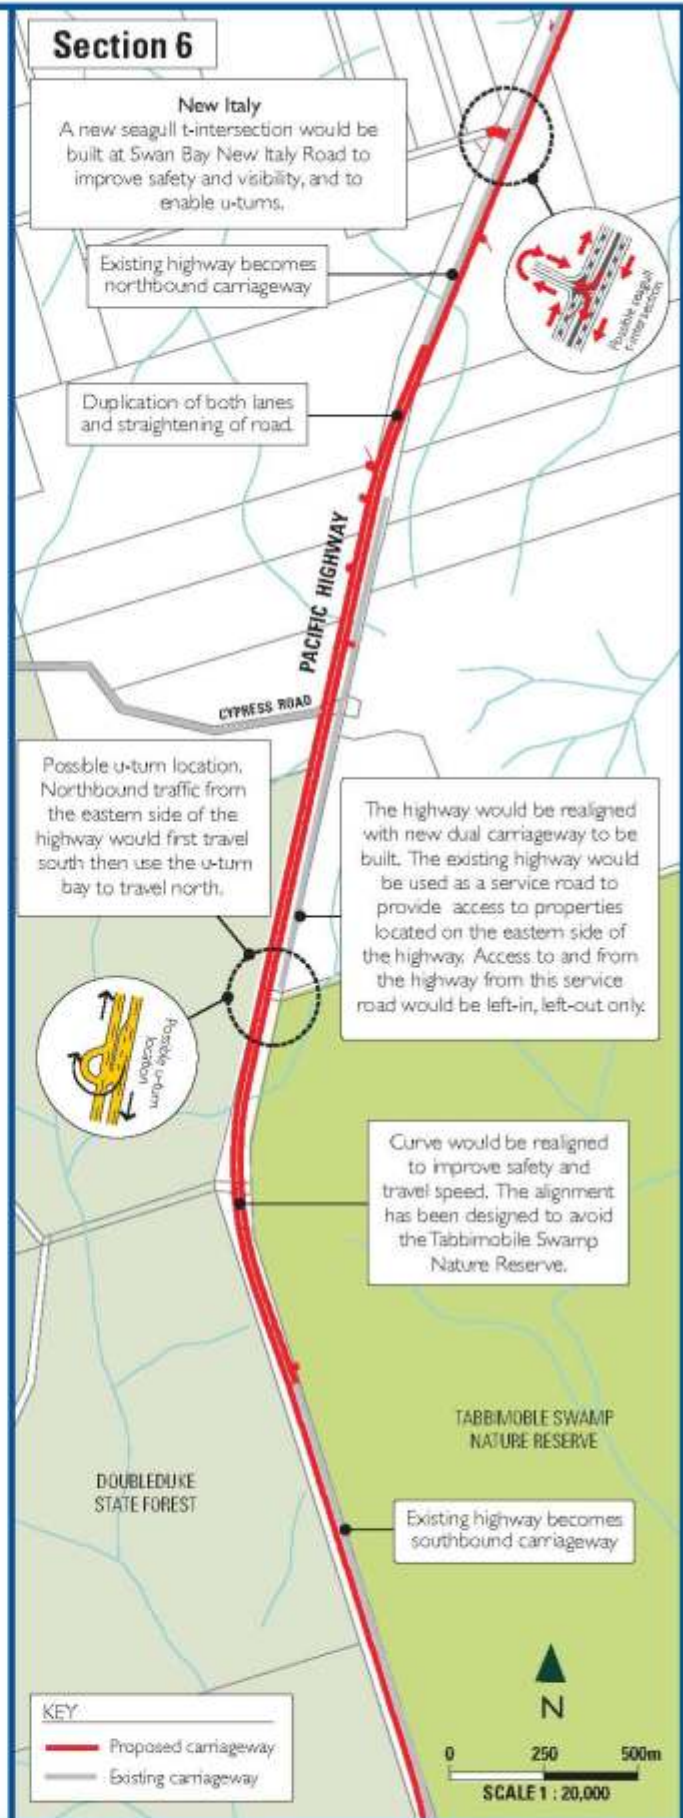 Section 6
New Italy
A new seagull t-intersection would be
built at Swan Bay New Italy Road to
improve safety and visibility, and to
enable u-turns.
Existing highway becomes
northbound carriageway
Possible seagull
t-intersection
Duplication of both lanes
and straightening of road.
PACIFIC HIGHWAY
CYPRESS ROAD
Possible u-turn location.
Northbound traffic from
the eastern side of the
highway would first travel
south then use the u-turn
bay to travel north.
The highway would be realigned
with new dual carriageway to be
built. The existing highway would
be used as a service road to
provide access to properties
located on the eastern side of
the highway. Access to and from
the highway from this service
road would be left-in, left-out only.
Possible u-turn
location
Curve would be realigned
to improve safety and
travel speed. The alignment
has been designed to avoid
the Tabbimobile Swamp
Nature Reserve.
TABBIMOBLE SWAMP
NATURE RESERVE
DOUBLEDUKE
STATE FOREST
Existing highway becomes
southbound carriageway
N
KEY
Proposed carriageway
Existing carriageway
0 250 500m
SCALE 1 : 20,000